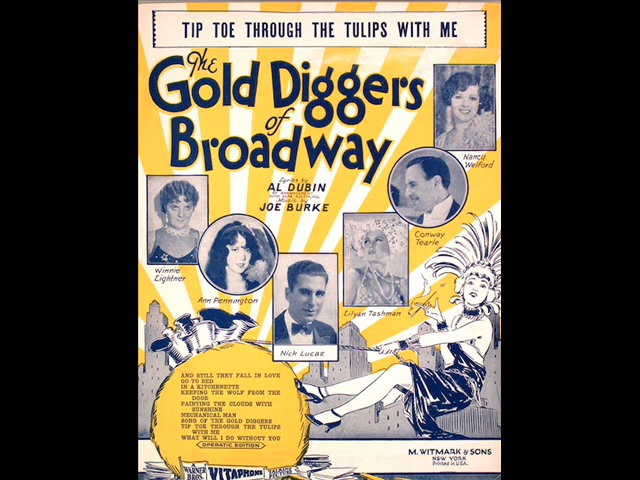 TIP TOE THROUGH THE TULIPS WITH ME
The
Gold Diggers
of
Broadway
Lyrics by
AL DUBIN
Music by
JOE BURKE
Nancy
Welford
Conway
Tearle
Winnie
Lightner
Ann Pennington
Lilyan Tashman
Nick Lucas
AND STILL THEY FALL IN LOVE
GO TO BED
IN A KITCHENETTE
KEEPING THE WOLF FROM THE
DOOR
PAINTING THE CLOUDS WITH
SUNSHINE
MECHANICAL MAN
SONG OF THE GOLD DIGGERS
TIP TOE THROUGH THE TULIPS
WITH ME
WHAT WILL I DO WITHOUT YOU
OPERATIC EDITION
WARNER
BROS.
VITAPHONE
M. WITMARK & SONS
NEW YORK
Printed in U.S.A.